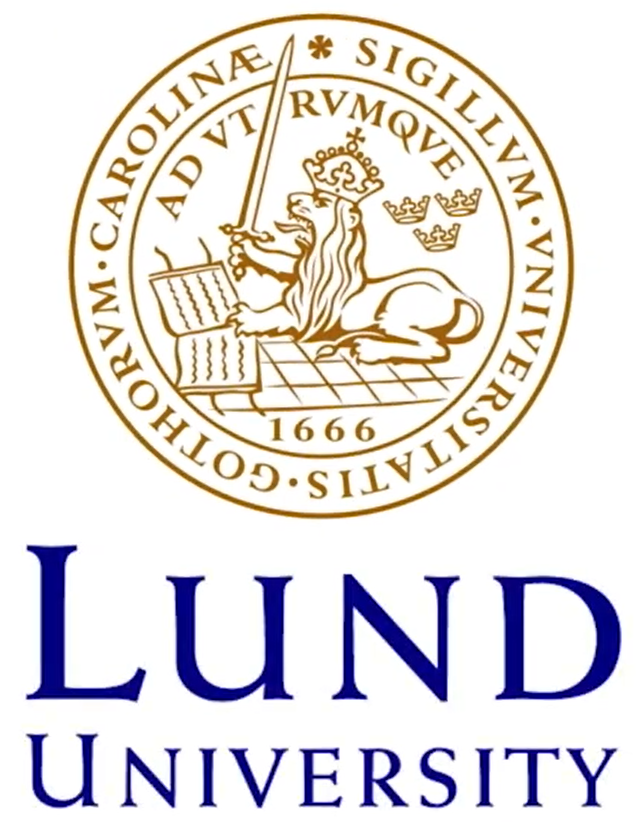 SIGILLVM · VNIVERSITATIS · GOTHORVM · CAROLINÆ *
AD VTRVMQVE
1666
LUND
UNIVERSITY